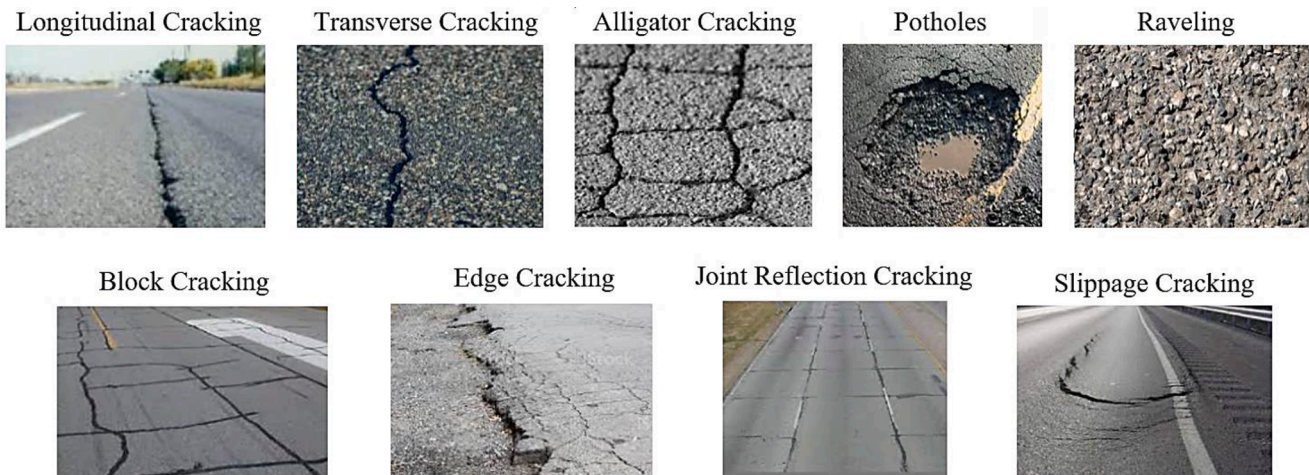 Longitudinal Cracking
Transverse Cracking
Alligator Cracking
Potholes
Raveling
Block Cracking
Edge Cracking
Joint Reflection Cracking
Slippage Cracking